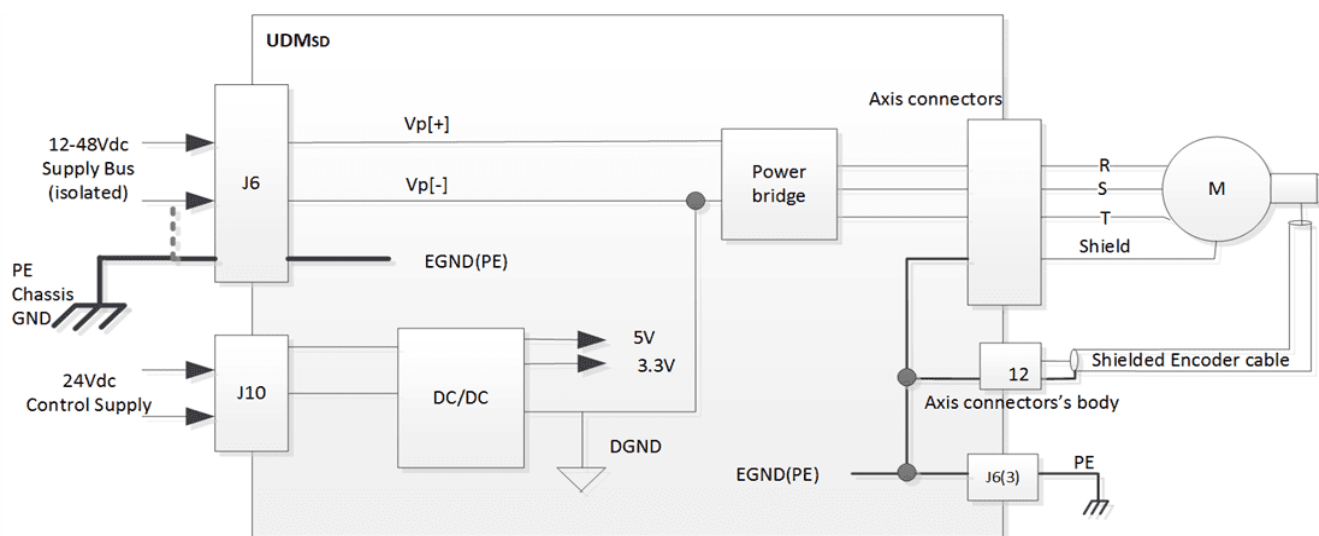 UDMSD
Axis connectors
12-48Vdc
Supply Bus
(isolated)
J6
Vp[+]
Vp[-]
Power
bridge
R
S
T
M
Shield
EGND(PE)
PE
Chassis
GND
5V
3.3V
24Vdc
Control Supply
J10
DC/DC
DGND
12
Shielded Encoder cable
Axis connectors's body
EGND(PE)
J6(3)
PE